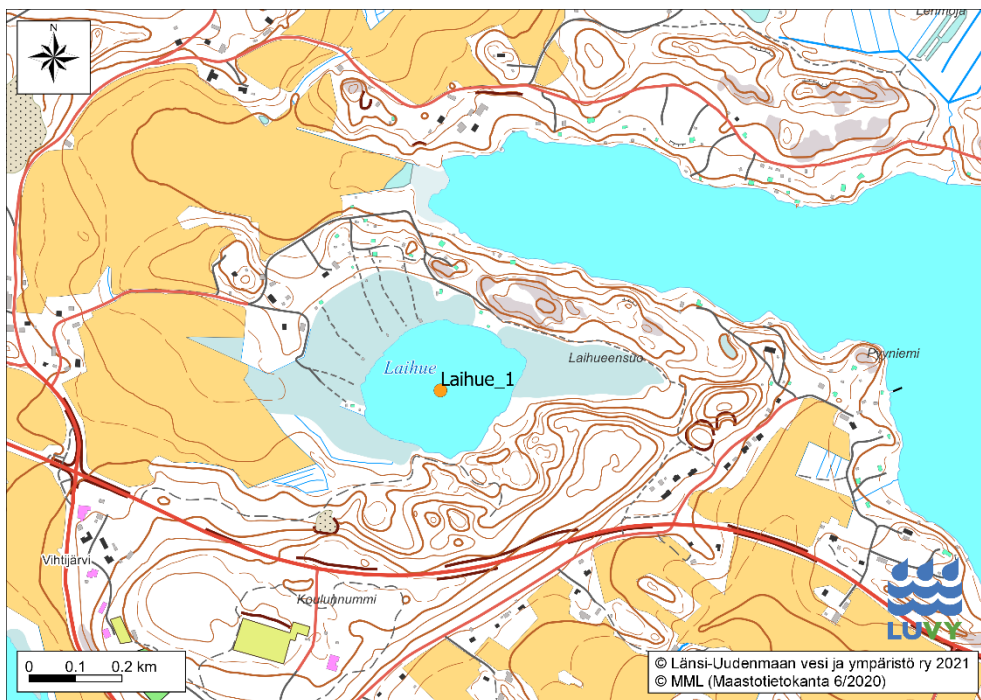 N
Lehmoja
Laihue
Laihue_1
Laihueensuo
Pyyniemi
Vihtijärvi
Koulunnummi
LUVY
0 0.1 0.2 km
© Länsi-Uudenmaan vesi ja ympäristö ry 2021
© MML (Maastotietokanta 6/2020)